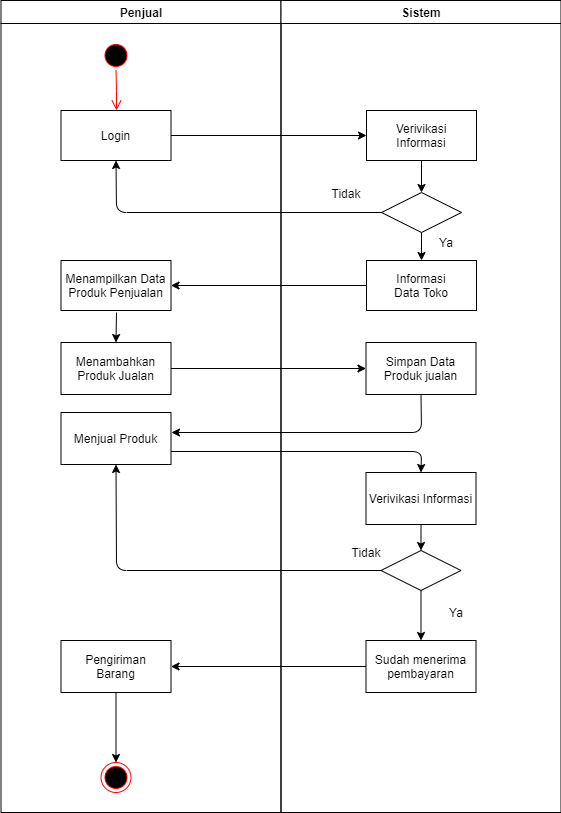 Penjual
Sistem
Login
Verivikasi
Informasi
Tidak
Ya
Menampilkan Data
Produk Penjualan
Informasi
Data Toko
Menambahkan
Produk Jualan
Simpan Data
Produk jualan
Menjual Produk
Verivikasi Informasi
Tidak
Ya
Pengiriman
Barang
Sudah menerima
pembayaran